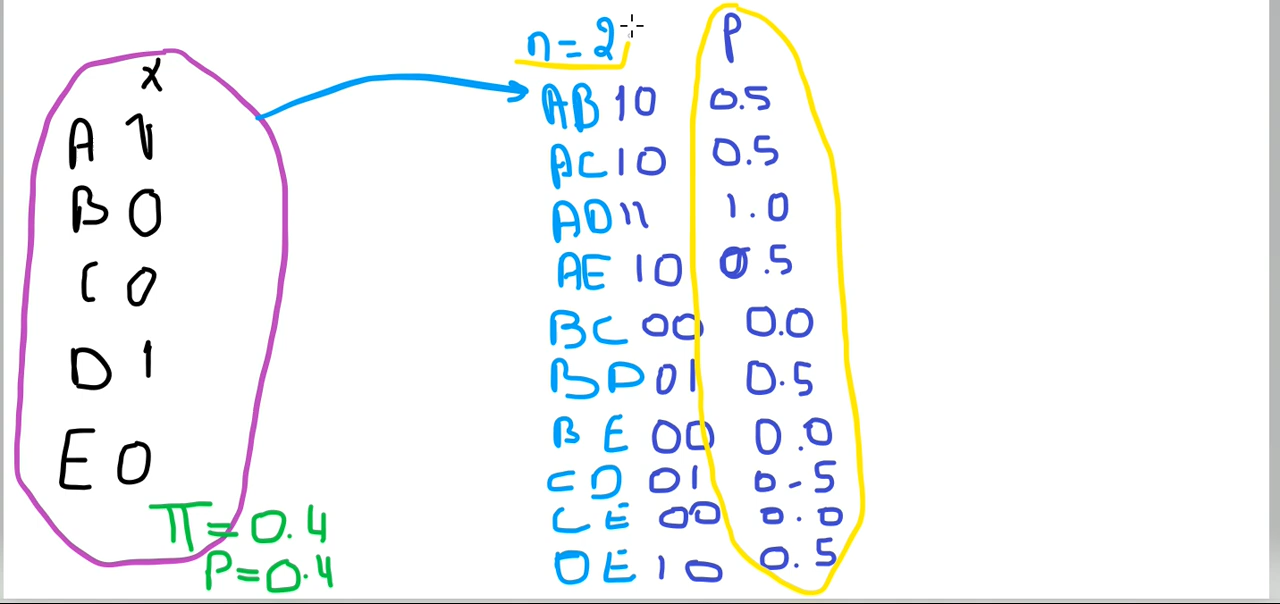 x
A 1
B 0
C 0
D 1
E 0
π = 0.4
P = 0.4
n = 2 P
AB 10 0.5
AC 10 0.5
AD 11 1.0
AE 10 0.5
BC 00 0.0
BD 01 0.5
BE 00 0.0
CD 01 0.5
CE 00 0.0
DE 10 0.5